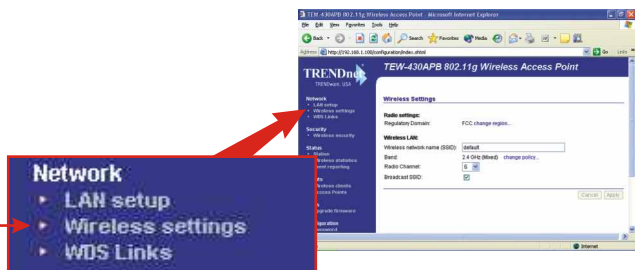 TEW-430APB 802.11g Wireless Access Point - Microsoft Internet Explorer
File Edit View Favorites Tools Help
Back Search Favorites Media
Address http://192.168.1.100/configuration/index.shtml Go Links
TRENDnet
TRENDware, USA
TEW-430APB 802.11g Wireless Access Point
Network
LAN setup
Wireless settings
WDS Links
Security
Wireless security
Status
Wireless Settings
Radio settings:
Regulatory Domain: FCC change region...
Wireless LAN:
Wireless network name (SSID): default
Band 2.4 GHz (Mixed) change policy...
Radio Channel: 6
Broadcast SSID:
Cancel Apply
Internet
Network
LAN setup
Wireless settings
WDS Links